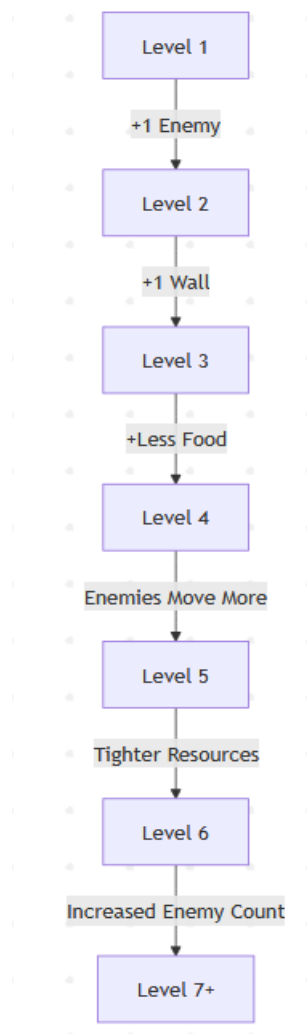 Level 1
+1 Enemy
Level 2
+1 Wall
Level 3
+Less Food
Level 4
Enemies Move More
Level 5
Tighter Resources
Level 6
Increased Enemy Count
Level 7+